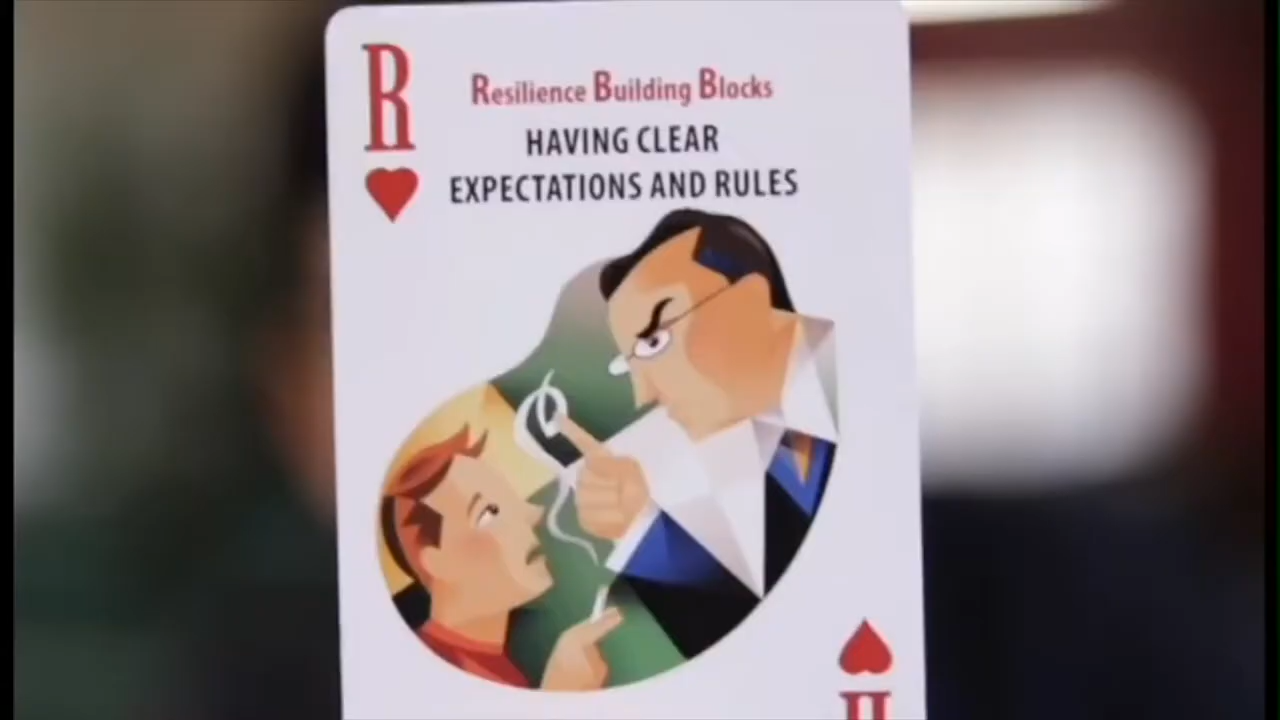 R
Resilience Building Blocks
HAVING CLEAR
EXPECTATIONS AND RULES